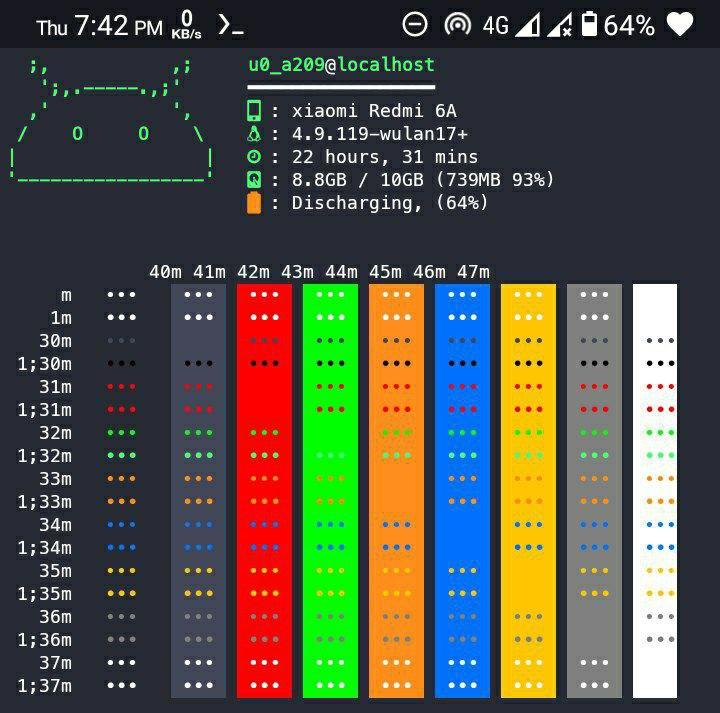 Thu 7:42 PM 0 KB/s 4G 64%
u0_a209@localhost
: xiaomi Redmi 6A
: 4.9.119-wulan17+
: 22 hours, 31 mins
: 8.8GB / 10GB (739MB 93%)
: Discharging, (64%)
40m 41m 42m 43m 44m 45m 46m 47m
m ••• ••• ••• ••• ••• ••• ••• •••
1m ••• ••• ••• ••• ••• ••• ••• •••
30m ••• ••• ••• ••• ••• ••• ••• •••
1;30m ••• ••• ••• ••• ••• ••• ••• ••• •••
31m ••• ••• ••• ••• ••• ••• ••• •••
1;31m ••• ••• ••• ••• ••• ••• ••• •••
32m ••• ••• ••• ••• ••• ••• ••• •••
1;32m ••• ••• ••• ••• ••• ••• ••• ••• •••
33m ••• ••• ••• ••• ••• ••• ••• •••
1;33m ••• ••• ••• ••• ••• ••• ••• •••
34m ••• ••• ••• ••• ••• ••• ••• •••
1;34m ••• ••• ••• ••• ••• ••• ••• •••
35m ••• ••• ••• ••• ••• ••• ••• •••
1;35m ••• ••• ••• ••• ••• ••• ••• •••
36m ••• ••• ••• ••• ••• ••• ••• •••
1;36m ••• ••• ••• ••• ••• ••• ••• •••
37m ••• ••• ••• ••• ••• ••• ••• •••
1;37m ••• ••• ••• ••• ••• ••• ••• •••